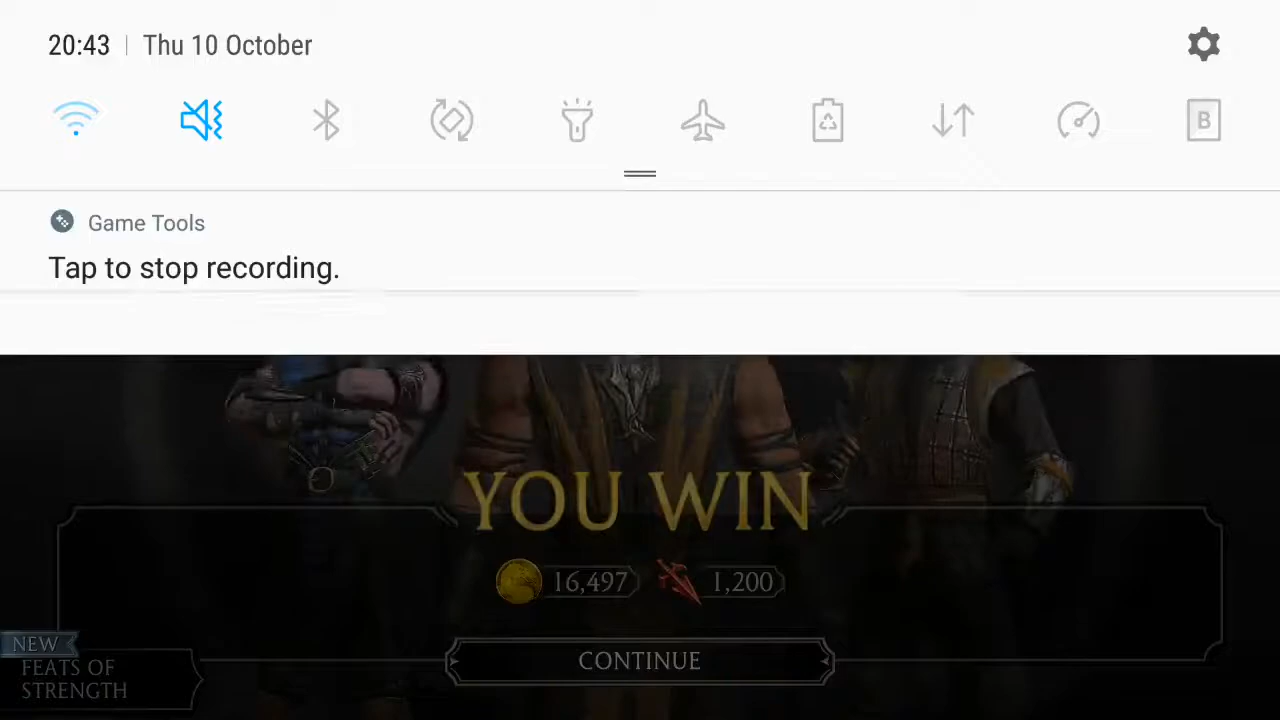 20:43 | Thu 10 October
B
Game Tools
Tap to stop recording.
YOU WIN
16,497 1,200
CONTINUE
NEW
FEATS OF
STRENGTH